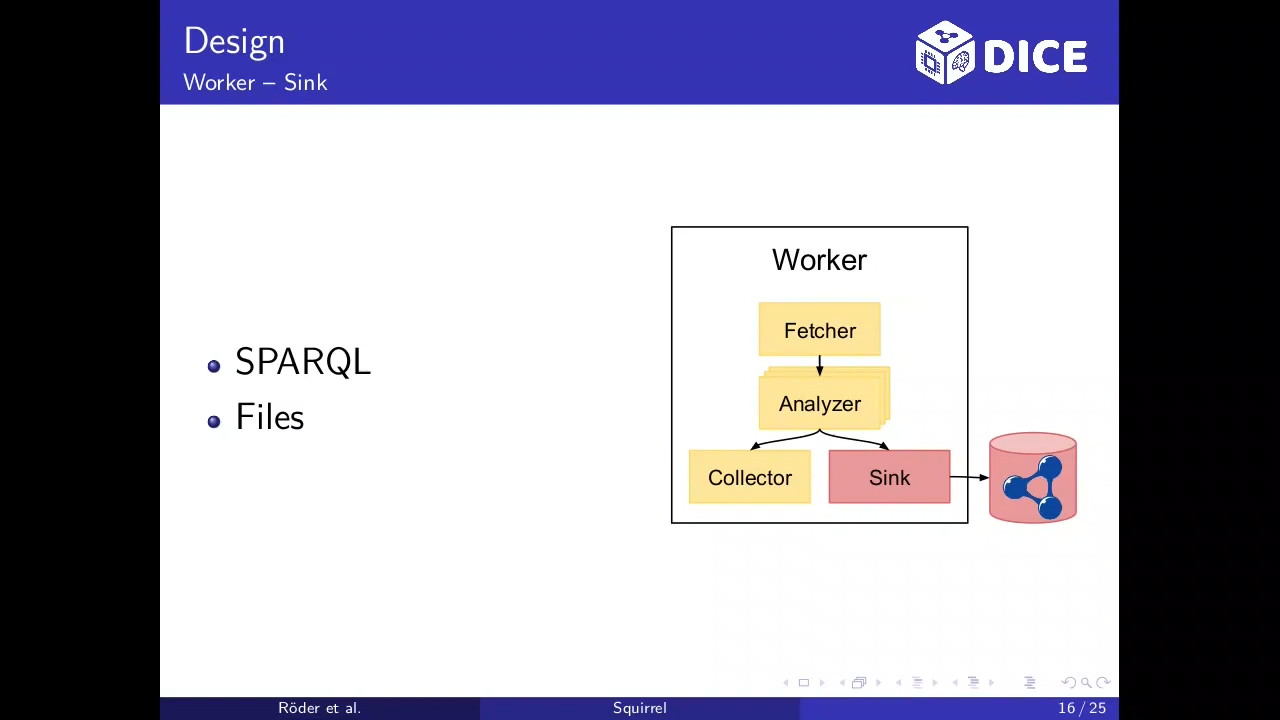 Design
Worker – Sink
DICE
SPARQL
Files
Worker
Fetcher
Analyzer
Collector
Sink
Röder et al.
Squirrel
16 / 25